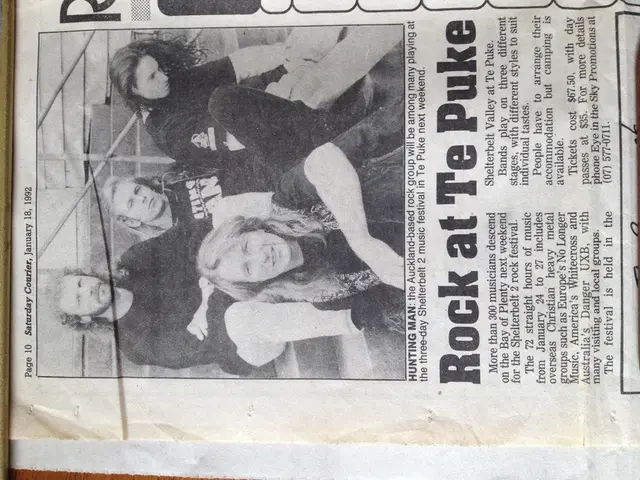 Page 10 Saturday Courier, January 18, 1992
R
HUNTING MAN: the Auckland-based rock group will be among many playing at
the three-day Shelterbelt 2 music festival in Te Puke next weekend.
Rock at Te Puke
More than 300 musicians descend
on the Bay of Plenty next weekend
for the Shelterbelt 2 rock festival.
The 72 straight hours of music
from January 24 to 27 includes
overseas Christian heavy metal
groups such as Europe's No Longer
Music, America's Whitecross and
Australia's Danger UXB, with
many visiting and local groups.
The festival is held in the
Shelterbelt Valley at Te Puke.
Bands play on three different
stages, with different styles to suit
individual tastes.
People have to arrange their
accommodation but camping is
available.
Tickets cost $67.50, with day
passes at $35. For more details
phone Eye in the Sky Promotions at
(07) 577-0711.